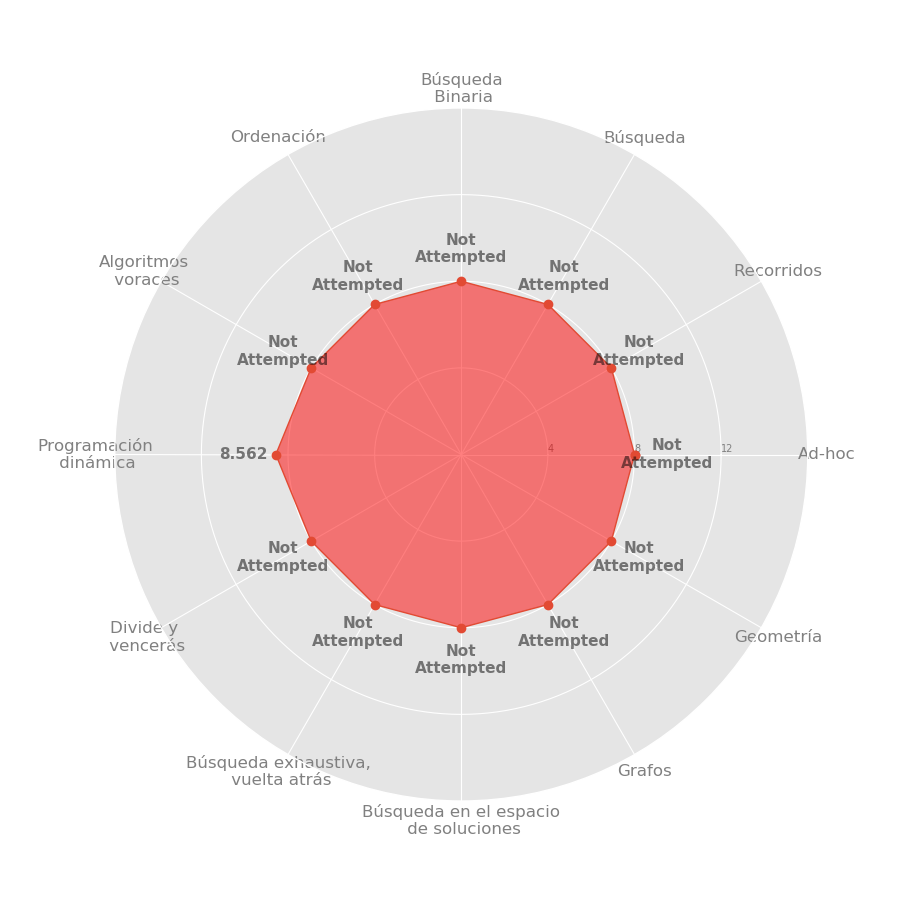 Búsqueda
Binaria
Ordenación
Búsqueda
Not
Attempted
Algoritmos
voraces
Not
Attempted
Not
Attempted
Recorridos
Not
Attempted
Not
Attempted
Programación
dinámica
8.562
4
8
12
Not
Attempted
Ad-hoc
Not
Attempted
Not
Attempted
Divide y
vencerás
Not
Attempted
Not
Attempted
Geometría
Not
Attempted
Búsqueda exhaustiva,
vuelta atrás
Grafos
Búsqueda en el espacio
de soluciones